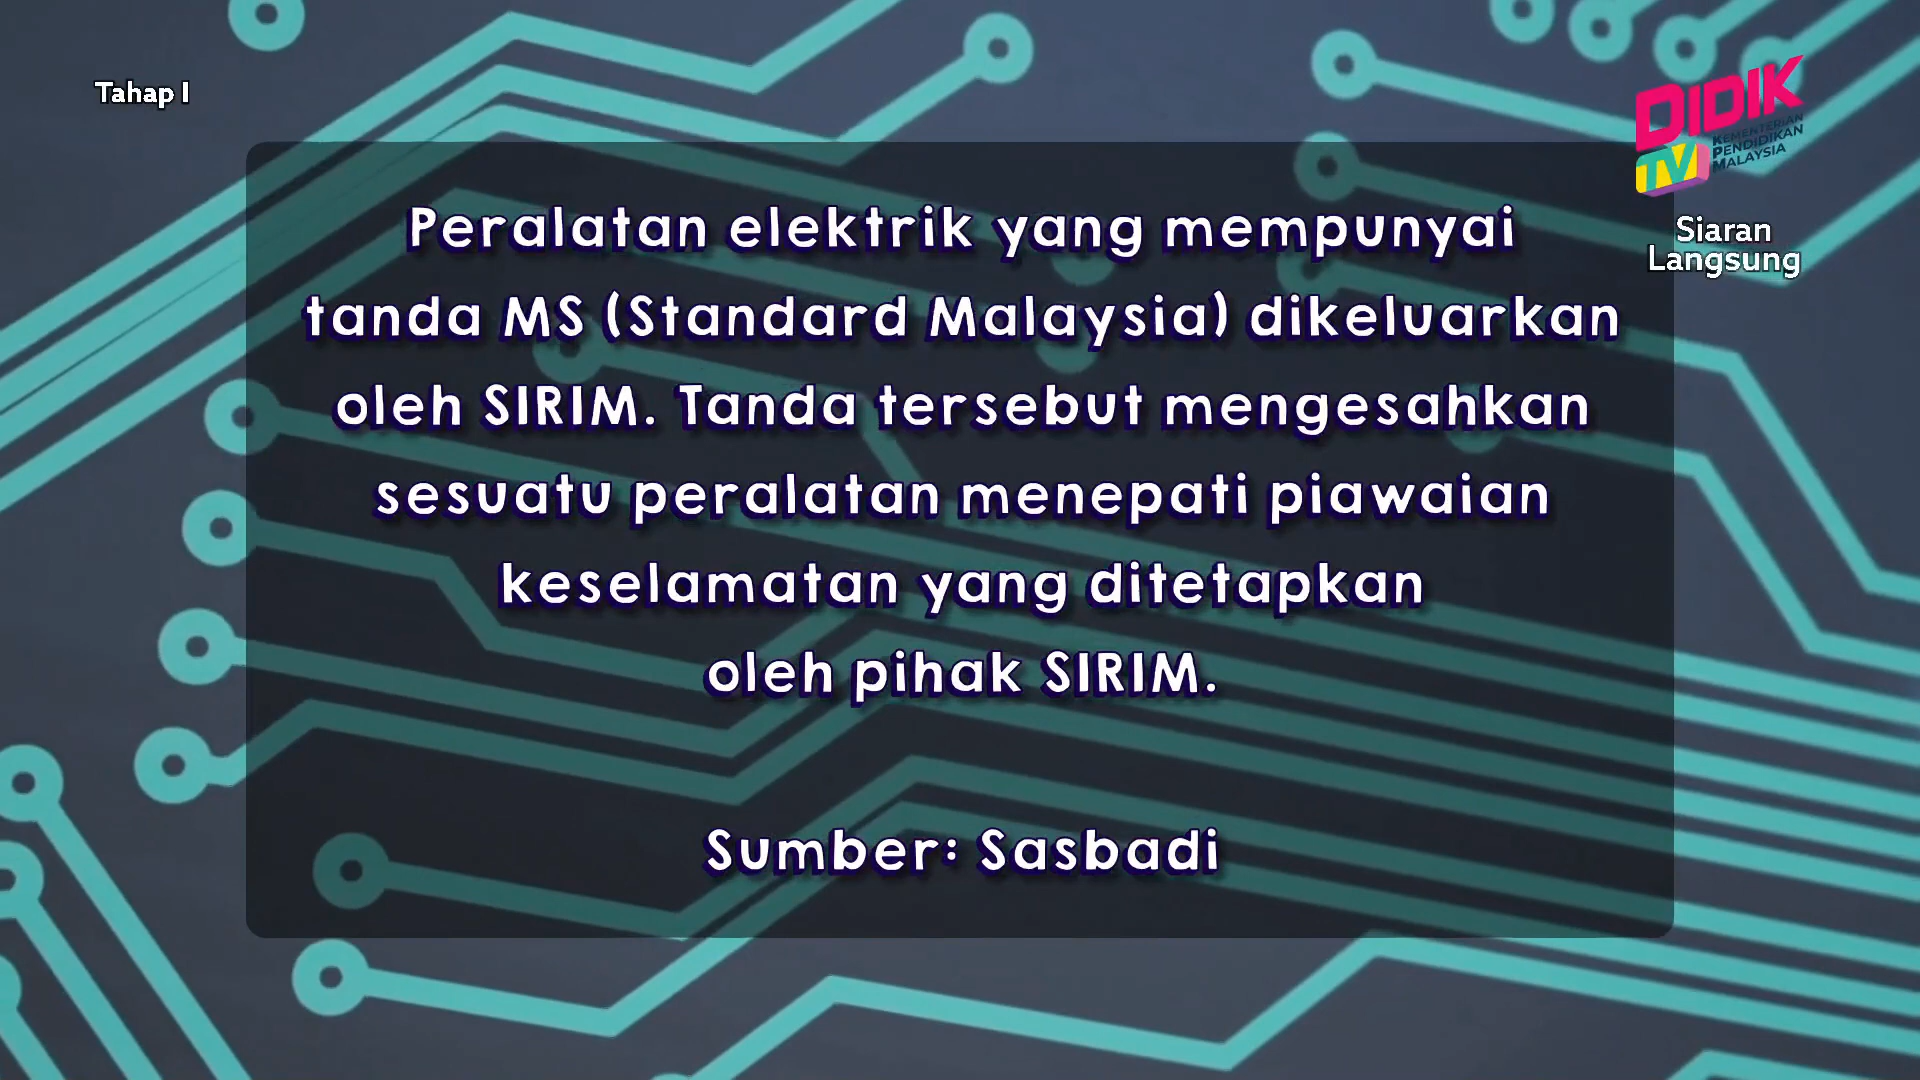 Tahap I
DIDIK
TV
KEMENTERIAN
PENDIDIKAN
MALAYSIA
Siaran
Langsung
Peralatan elektrik yang mempunyai
tanda MS (Standard Malaysia) dikeluarkan
oleh SIRIM. Tanda tersebut mengesahkan
sesuatu peralatan menepati piawaian
keselamatan yang ditetapkan
oleh pihak SIRIM.
Sumber: Sasbadi